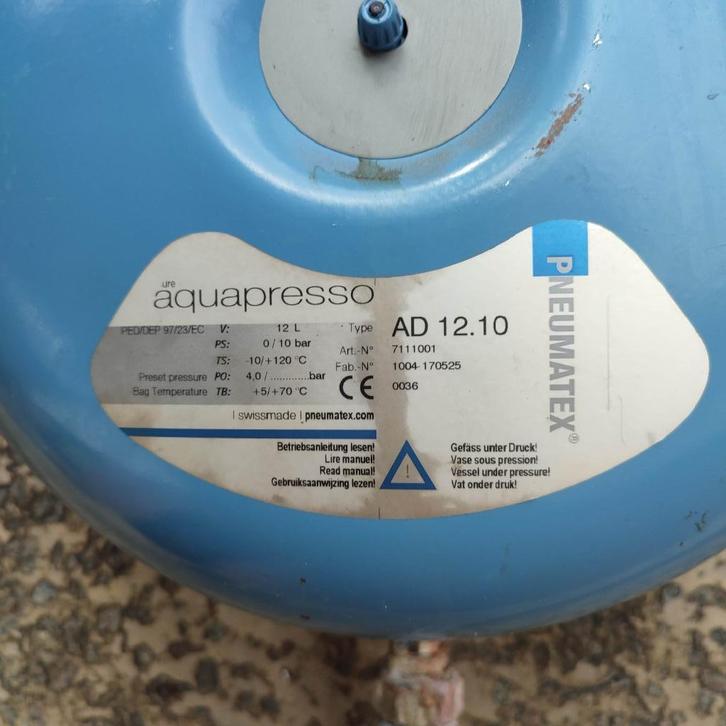 ure
aquapresso
PED/DEP 97/23/EC V: 12 L
PS: 0 / 10 bar
TS: -10/+120 °C
Preset pressure PO: 4,0 / ............bar
Bag Temperature TB: +5/+70 °C
| swissmade | pneumatex.com
Type AD 12.10
Art.-N° 7111001
Fab.-N° 1004-170525
CE 0036
PNEUMATEX®
Betriebsanleitung lesen!
Lire manuel!
Read manual!
Gebruiksaanwijzing lezen!
!
Gefäss unter Druck!
Vase sous pression!
Vessel under pressure!
Vat onder druk!